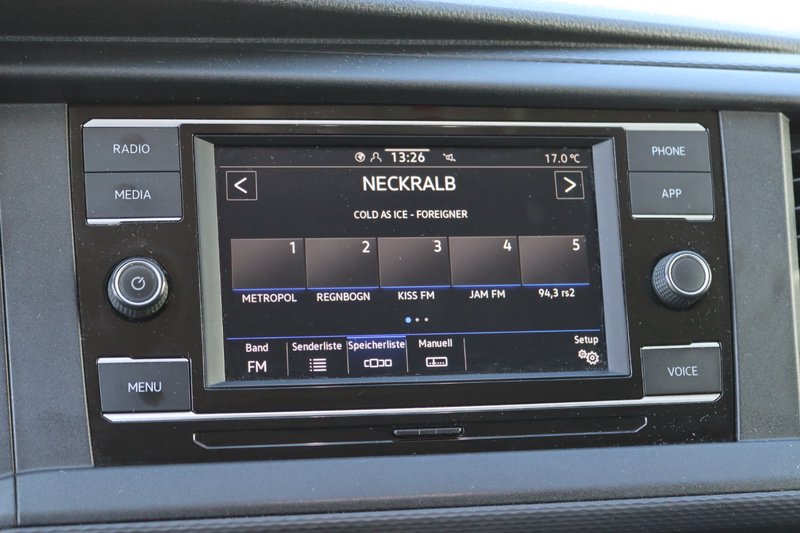 RADIO
MEDIA
MENU
PHONE
APP
VOICE
13:26
17.0 °C
<
NECKRALB
>
COLD AS ICE - FOREIGNER
1 2 3 4 5
METROPOL REGNBOGN KISS FM JAM FM 94,3 rs2
Band Senderliste Speicherliste Manuell Setup
FM